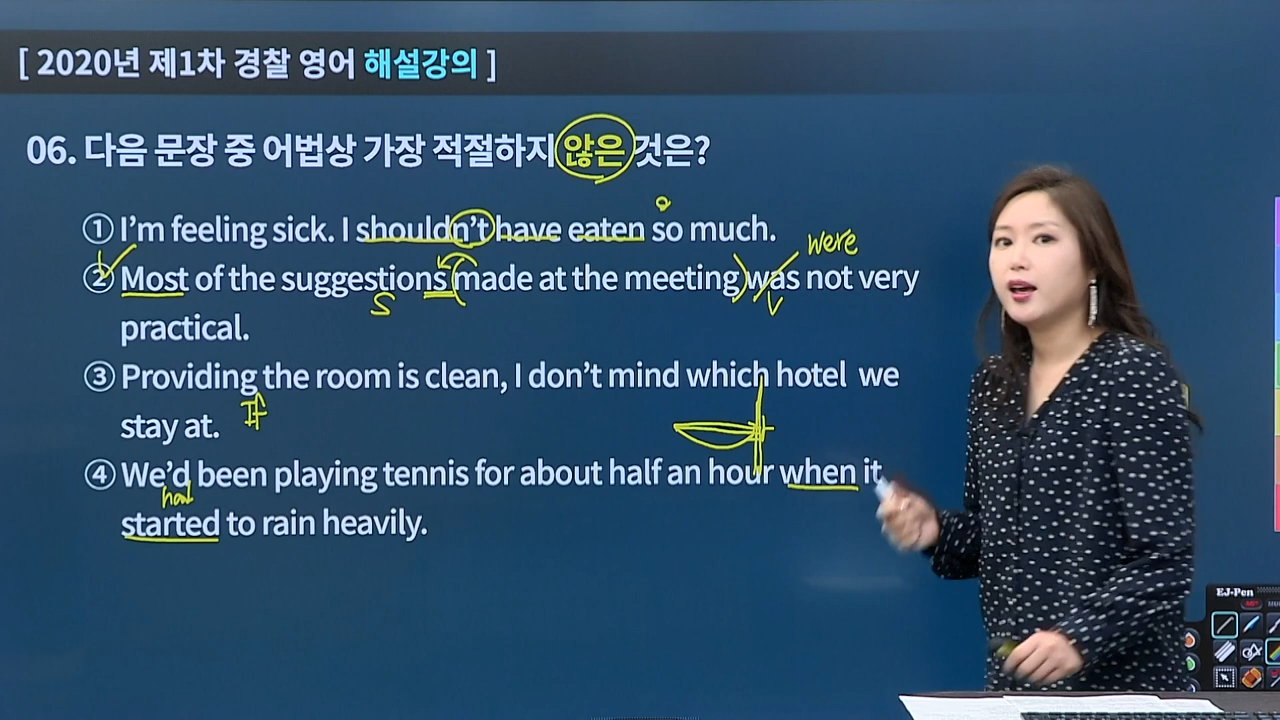 [ 2020년 제1차 경찰 영어 해설강의 ]
06. 다음 문장 중 어법상 가장 적절하지 않은 것은?
① I'm feeling sick. I shouldn't have eaten so much.
were
② Most of the suggestions made at the meeting was not very
S
V
practical.
③ Providing the room is clean, I don't mind which hotel we
If
stay at.
④ We'd been playing tennis for about half an hour when it
had
started to rain heavily.
EJ-Pen